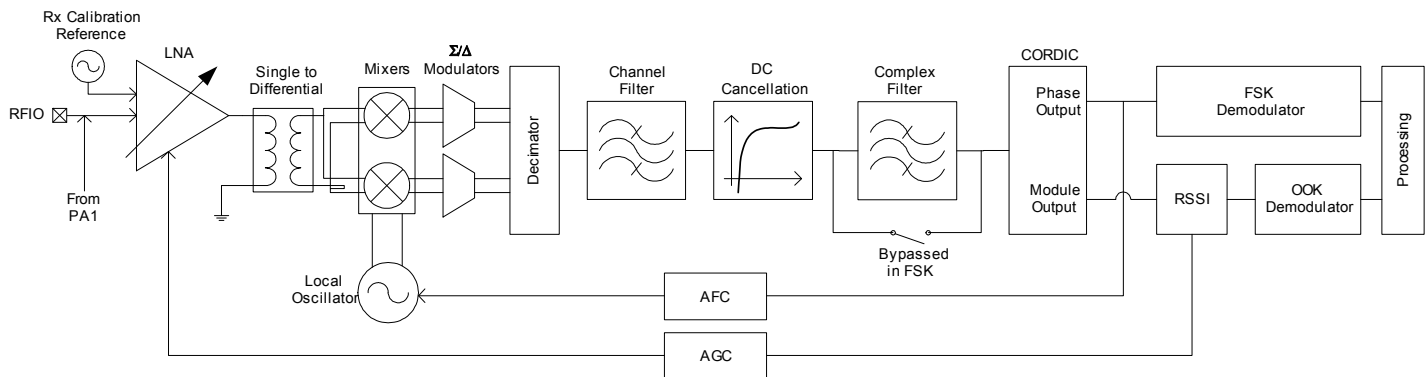 Rx Calibration
Reference
LNA
RFIO
From
PA1
Single to
Differential
Mixers
Σ/Δ
Modulators
Local
Oscillator
Decimator
Channel
Filter
DC
Cancellation
Complex
Filter
Bypassed
in FSK
CORDIC
Phase
Output
Module
Output
FSK
Demodulator
RSSI
OOK
Demodulator
Processing
AFC
AGC